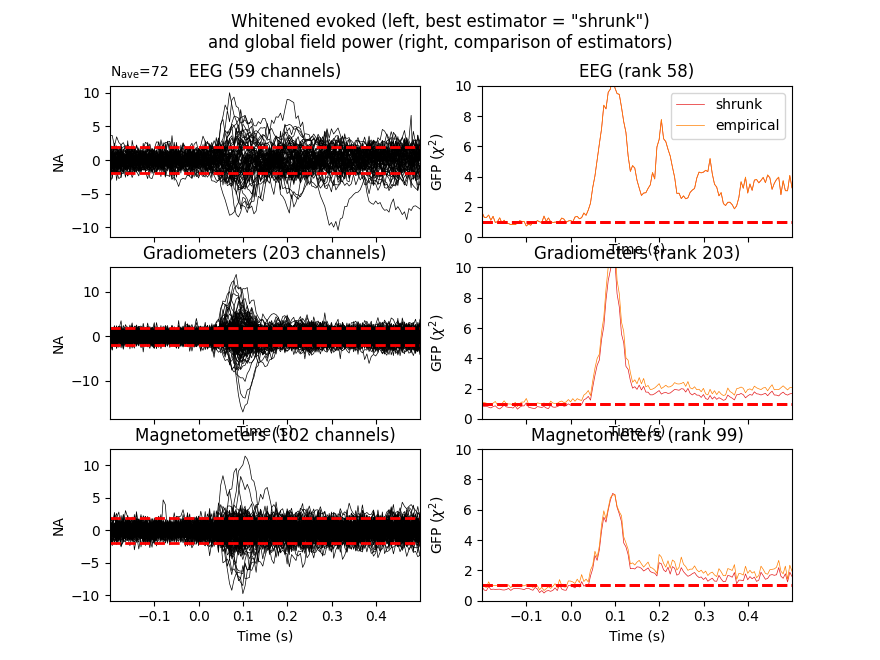 Whitened evoked (left, best estimator = "shrunk")
and global field power (right, comparison of estimators)
Nave=72
EEG (59 channels)
10
5
0
−5
−10
NA
EEG (rank 58)
shrunk
empirical
10
8
6
4
2
0
GFP (χ²)
Time (s)
Gradiometers (203 channels)
10
0
−10
NA
Time (s)
Gradiometers (rank 203)
10
8
6
4
2
0
GFP (χ²)
Time (s)
Magnetometers (102 channels)
10
5
0
−5
−10
NA
−0.1 0.0 0.1 0.2 0.3 0.4
Time (s)
Magnetometers (rank 99)
10
8
6
4
2
0
GFP (χ²)
−0.1 0.0 0.1 0.2 0.3 0.4
Time (s)